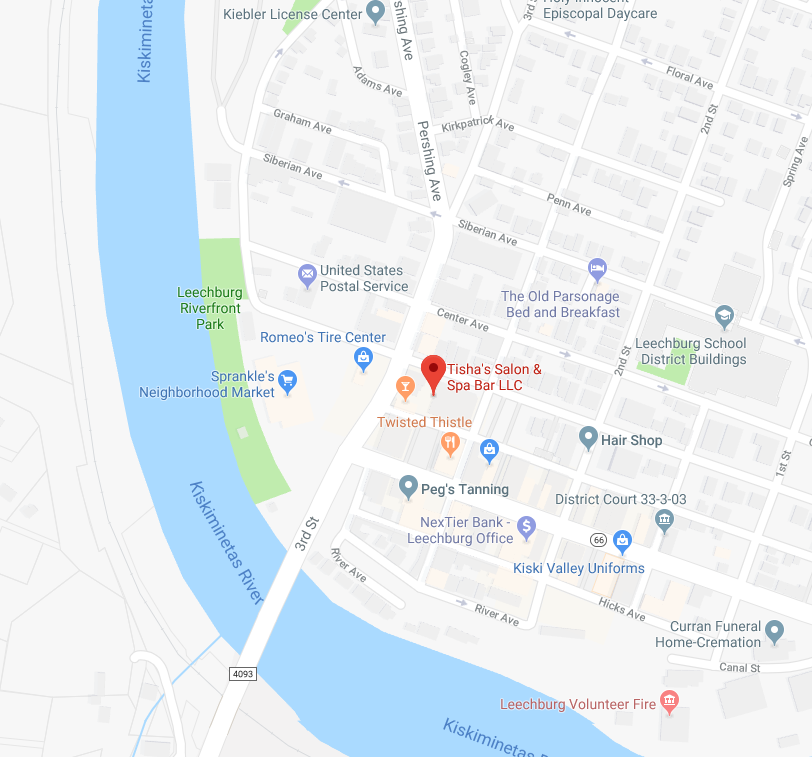 Kiskimineta
Kiebler License Center
shing Ave
3rd S
Holy Innocent
Episcopal Daycare
Adams Ave
Cogley Ave
Floral Ave
2nd St
Graham Ave
Kirkpatrick Ave
Pershing Ave
Spring Ave
Siberian Ave
Penn Ave
Siberian Ave
United States
Postal Service
Leechburg
Riverfront
Park
The Old Parsonage
Bed and Breakfast
Center Ave
Romeo's Tire Center
Leechburg School
District Buildings
2nd St
Sprankle's
Neighborhood Market
Tisha's Salon &
Spa Bar LLC
Twisted Thistle
Hair Shop
1st St
Peg's Tanning
District Court 33-3-03
Kiskiminetas River
NexTier Bank -
Leechburg Office
66
3rd St
Kiski Valley Uniforms
River Ave
River Ave
Hicks Ave
Curran Funeral
Home-Cremation
Canal St
4093
Leechburg Volunteer Fire
Kiskiminetas R